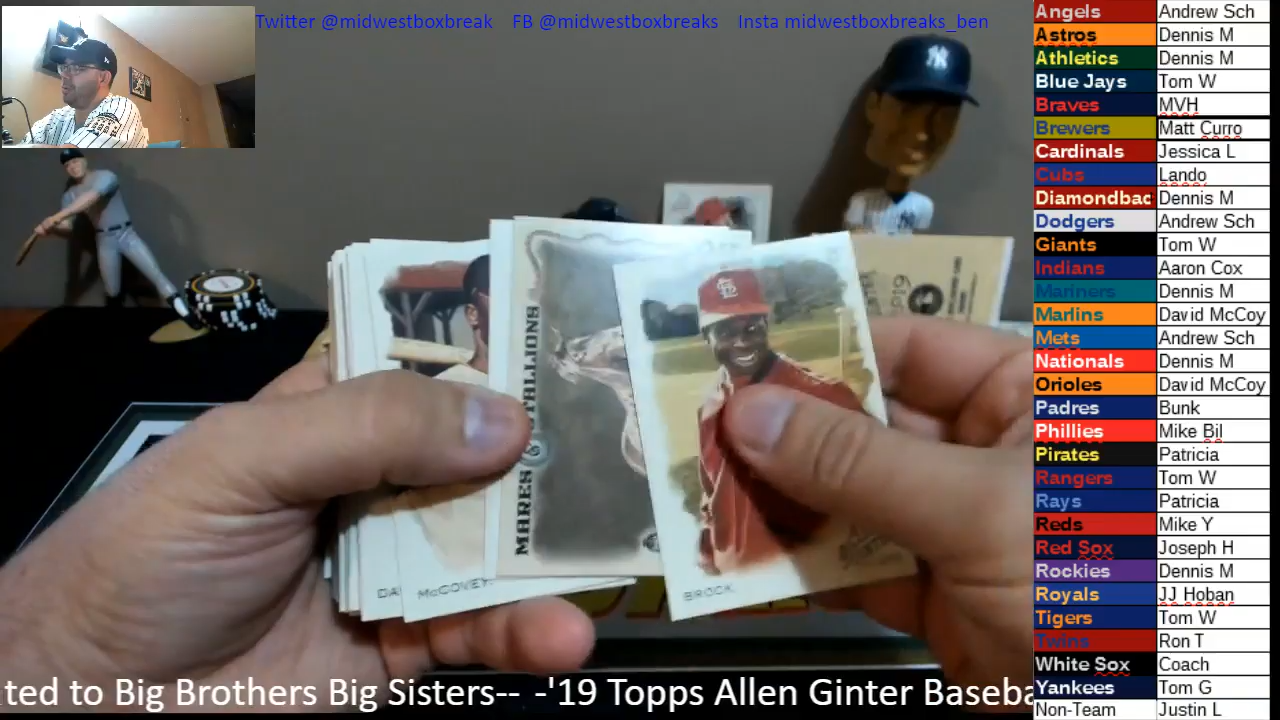 Twitter @midwestboxbreak FB @midwestboxbreaks Insta midwestboxbreaks_ben
Angels Andrew Sch
Astros Dennis M
Athletics Dennis M
Blue Jays Tom W
Braves MVH
Brewers Matt Curro
Cardinals Jessica L
Cubs Lando
Diamondbac Dennis M
Dodgers Andrew Sch
Giants Tom W
Indians Aaron Cox
Mariners Dennis M
Marlins David McCoy
Mets Andrew Sch
Nationals Dennis M
Orioles David McCoy
Padres Bunk
Phillies Mike Bil
Pirates Patricia
Rangers Tom W
Rays Patricia
Reds Mike Y
Red Sox Joseph H
Rockies Dennis M
Royals JJ Hoban
Tigers Tom W
Twins Ron T
White Sox Coach
Yankees Tom G
Non-Team Justin L
MARES & STALLIONS
DA
McCOVEY
BROCK
ted to Big Brothers Big Sisters-- -'19 Topps Allen Ginter Baseba